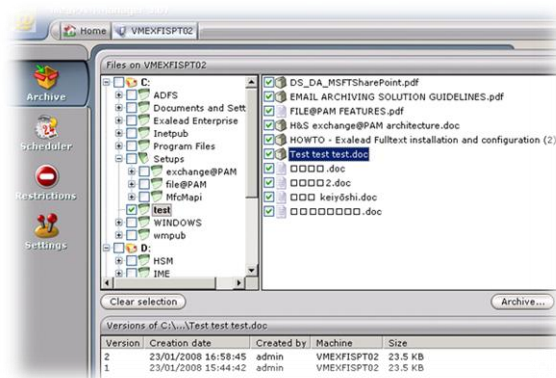 Home VMEXFISPT02
Files on VMEXFISPT02
Archive
Scheduler
Restrictions
Settings
C:
ADFS
Documents and Sett
Exalead Enterprise
Inetpub
Program Files
Setups
exchange@PAM
file@PAM
MfcMapi
test
WINDOWS
wmpub
D:
HSM
IME
DS_DA_MSFTSharePoint.pdf
EMAIL ARCHIVING SOLUTION GUIDELINES.pdf
FILE@PAM FEATURES.pdf
H&S exchange@PAM architecture.doc
HOWTO - Exalead Fulltext installation and configuration (2)
Test test test.doc
□□□□ .doc
□□□□ 2.doc
□□□ keiyōshi.doc
□□□□□□□□.doc
Clear selection
Archive...
Versions of C:\...\Test test test.doc
Version Creation date Created by Machine Size
2 23/01/2008 16:58:45 admin VMEXFISPT02 23.5 KB
1 23/01/2008 15:44:42 admin VMEXFISPT02 23.5 KB